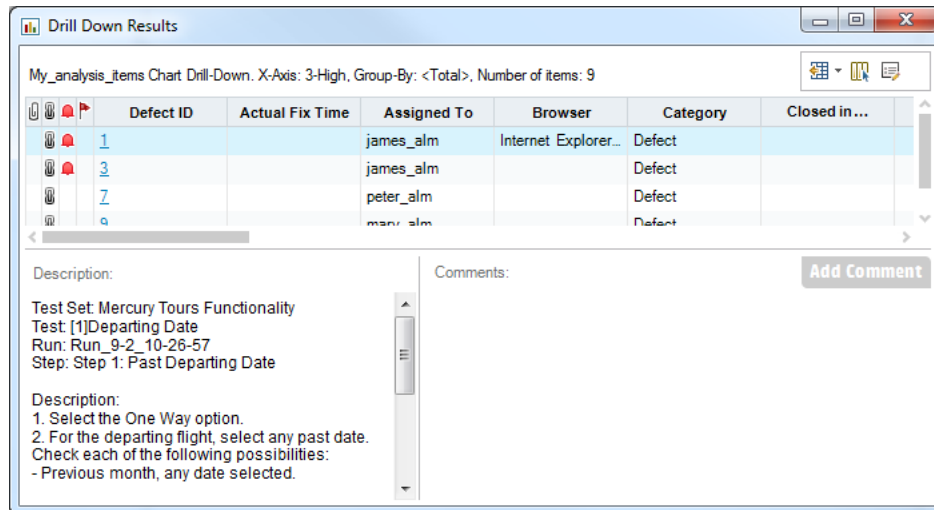 Drill Down Results
My_analysis_items Chart Drill-Down. X-Axis: 3-High, Group-By: <Total>, Number of items: 9
Defect ID Actual Fix Time Assigned To Browser Category Closed in...
1 james_alm Internet Explorer... Defect
3 james_alm Defect
7 peter_alm Defect
9 mary_alm Defect
Description:
Test Set: Mercury Tours Functionality
Test: [1]Departing Date
Run: Run_9-2_10-26-57
Step: Step 1: Past Departing Date
Description:
1. Select the One Way option.
2. For the departing flight, select any past date.
Check each of the following possibilities:
- Previous month, any date selected.
Comments:
Add Comment